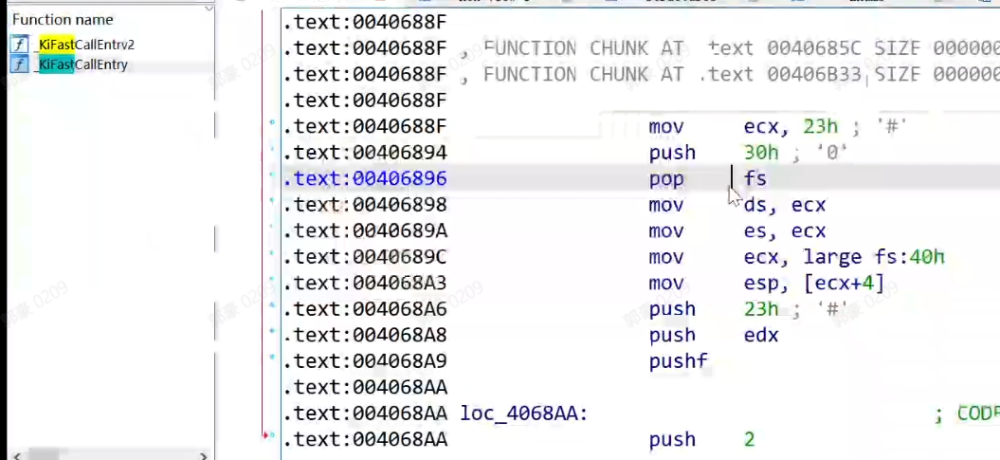 Function name
_KiFastCallEntry2
_KiFastCallEntry
.text:0040688F
.text:0040688F ; FUNCTION CHUNK AT .text 0040685C SIZE 000000
.text:0040688F ; FUNCTION CHUNK AT .text 00406B33 SIZE 000000
.text:0040688F
.text:0040688F mov ecx, 23h ; '#'
.text:00406894 push 30h ; '0'
.text:00406896 pop fs
.text:00406898 mov ds, ecx
.text:0040689A mov es, ecx
.text:0040689C mov ecx, large fs:40h
.text:004068A3 mov esp, [ecx+4]
.text:004068A6 push 23h ; '#'
.text:004068A8 push edx
.text:004068A9 pushf
.text:004068AA
.text:004068AA loc_4068AA: ; CODE
.text:004068AA push 2